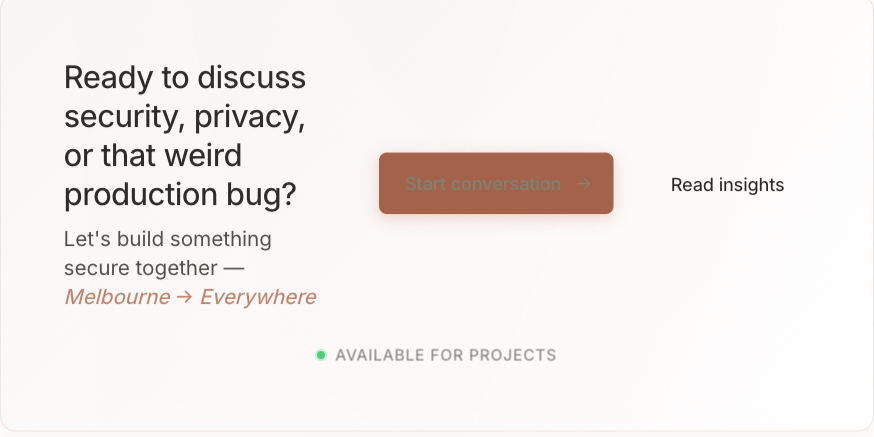 Ready to discuss
security, privacy,
or that weird
production bug?
Let's build something
secure together —
Melbourne → Everywhere
Start conversation →
Read insights
AVAILABLE FOR PROJECTS